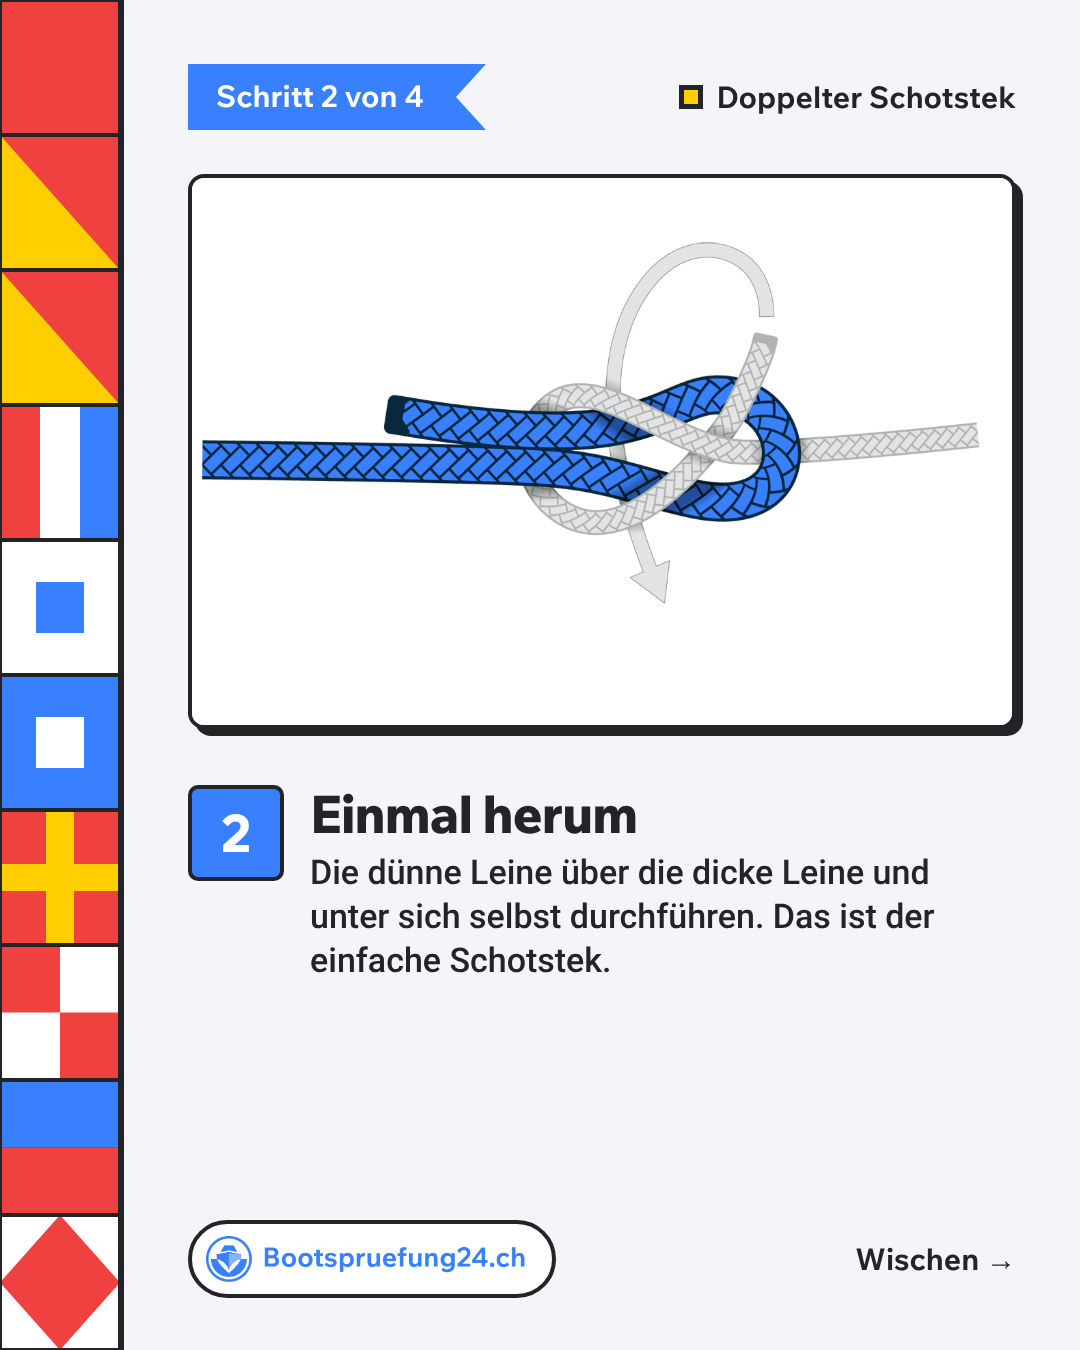 Schritt 2 von 4
Doppelter Schotstek
2
Einmal herum
Die dünne Leine über die dicke Leine und
unter sich selbst durchführen. Das ist der
einfache Schotstek.
Bootspruefung24.ch
Wischen →